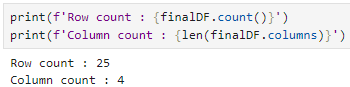 print(f'Row count : {finalDF.count()}')
print(f'Column count : {len(finalDF.columns)}')
Row count : 25
Column count : 4